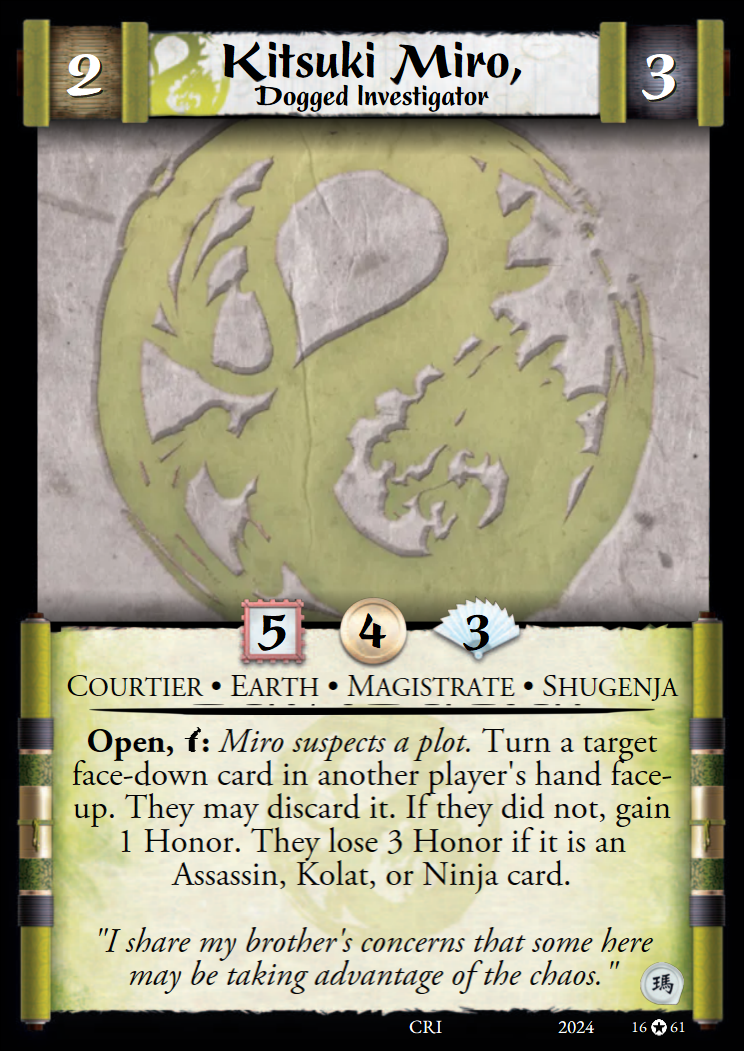 2
Kitsuki Miro,
3
Dogged Investigator
5 4 3
COURTIER • EARTH • MAGISTRATE • SHUGENJA
Open, : Miro suspects a plot. Turn a target
face-down card in another player's hand face-
up. They may discard it. If they did not, gain
1 Honor. They lose 3 Honor if it is an
Assassin, Kolat, or Ninja card.
"I share my brother's concerns that some here
may be taking advantage of the chaos."
瑪
CRI 2024 16 61